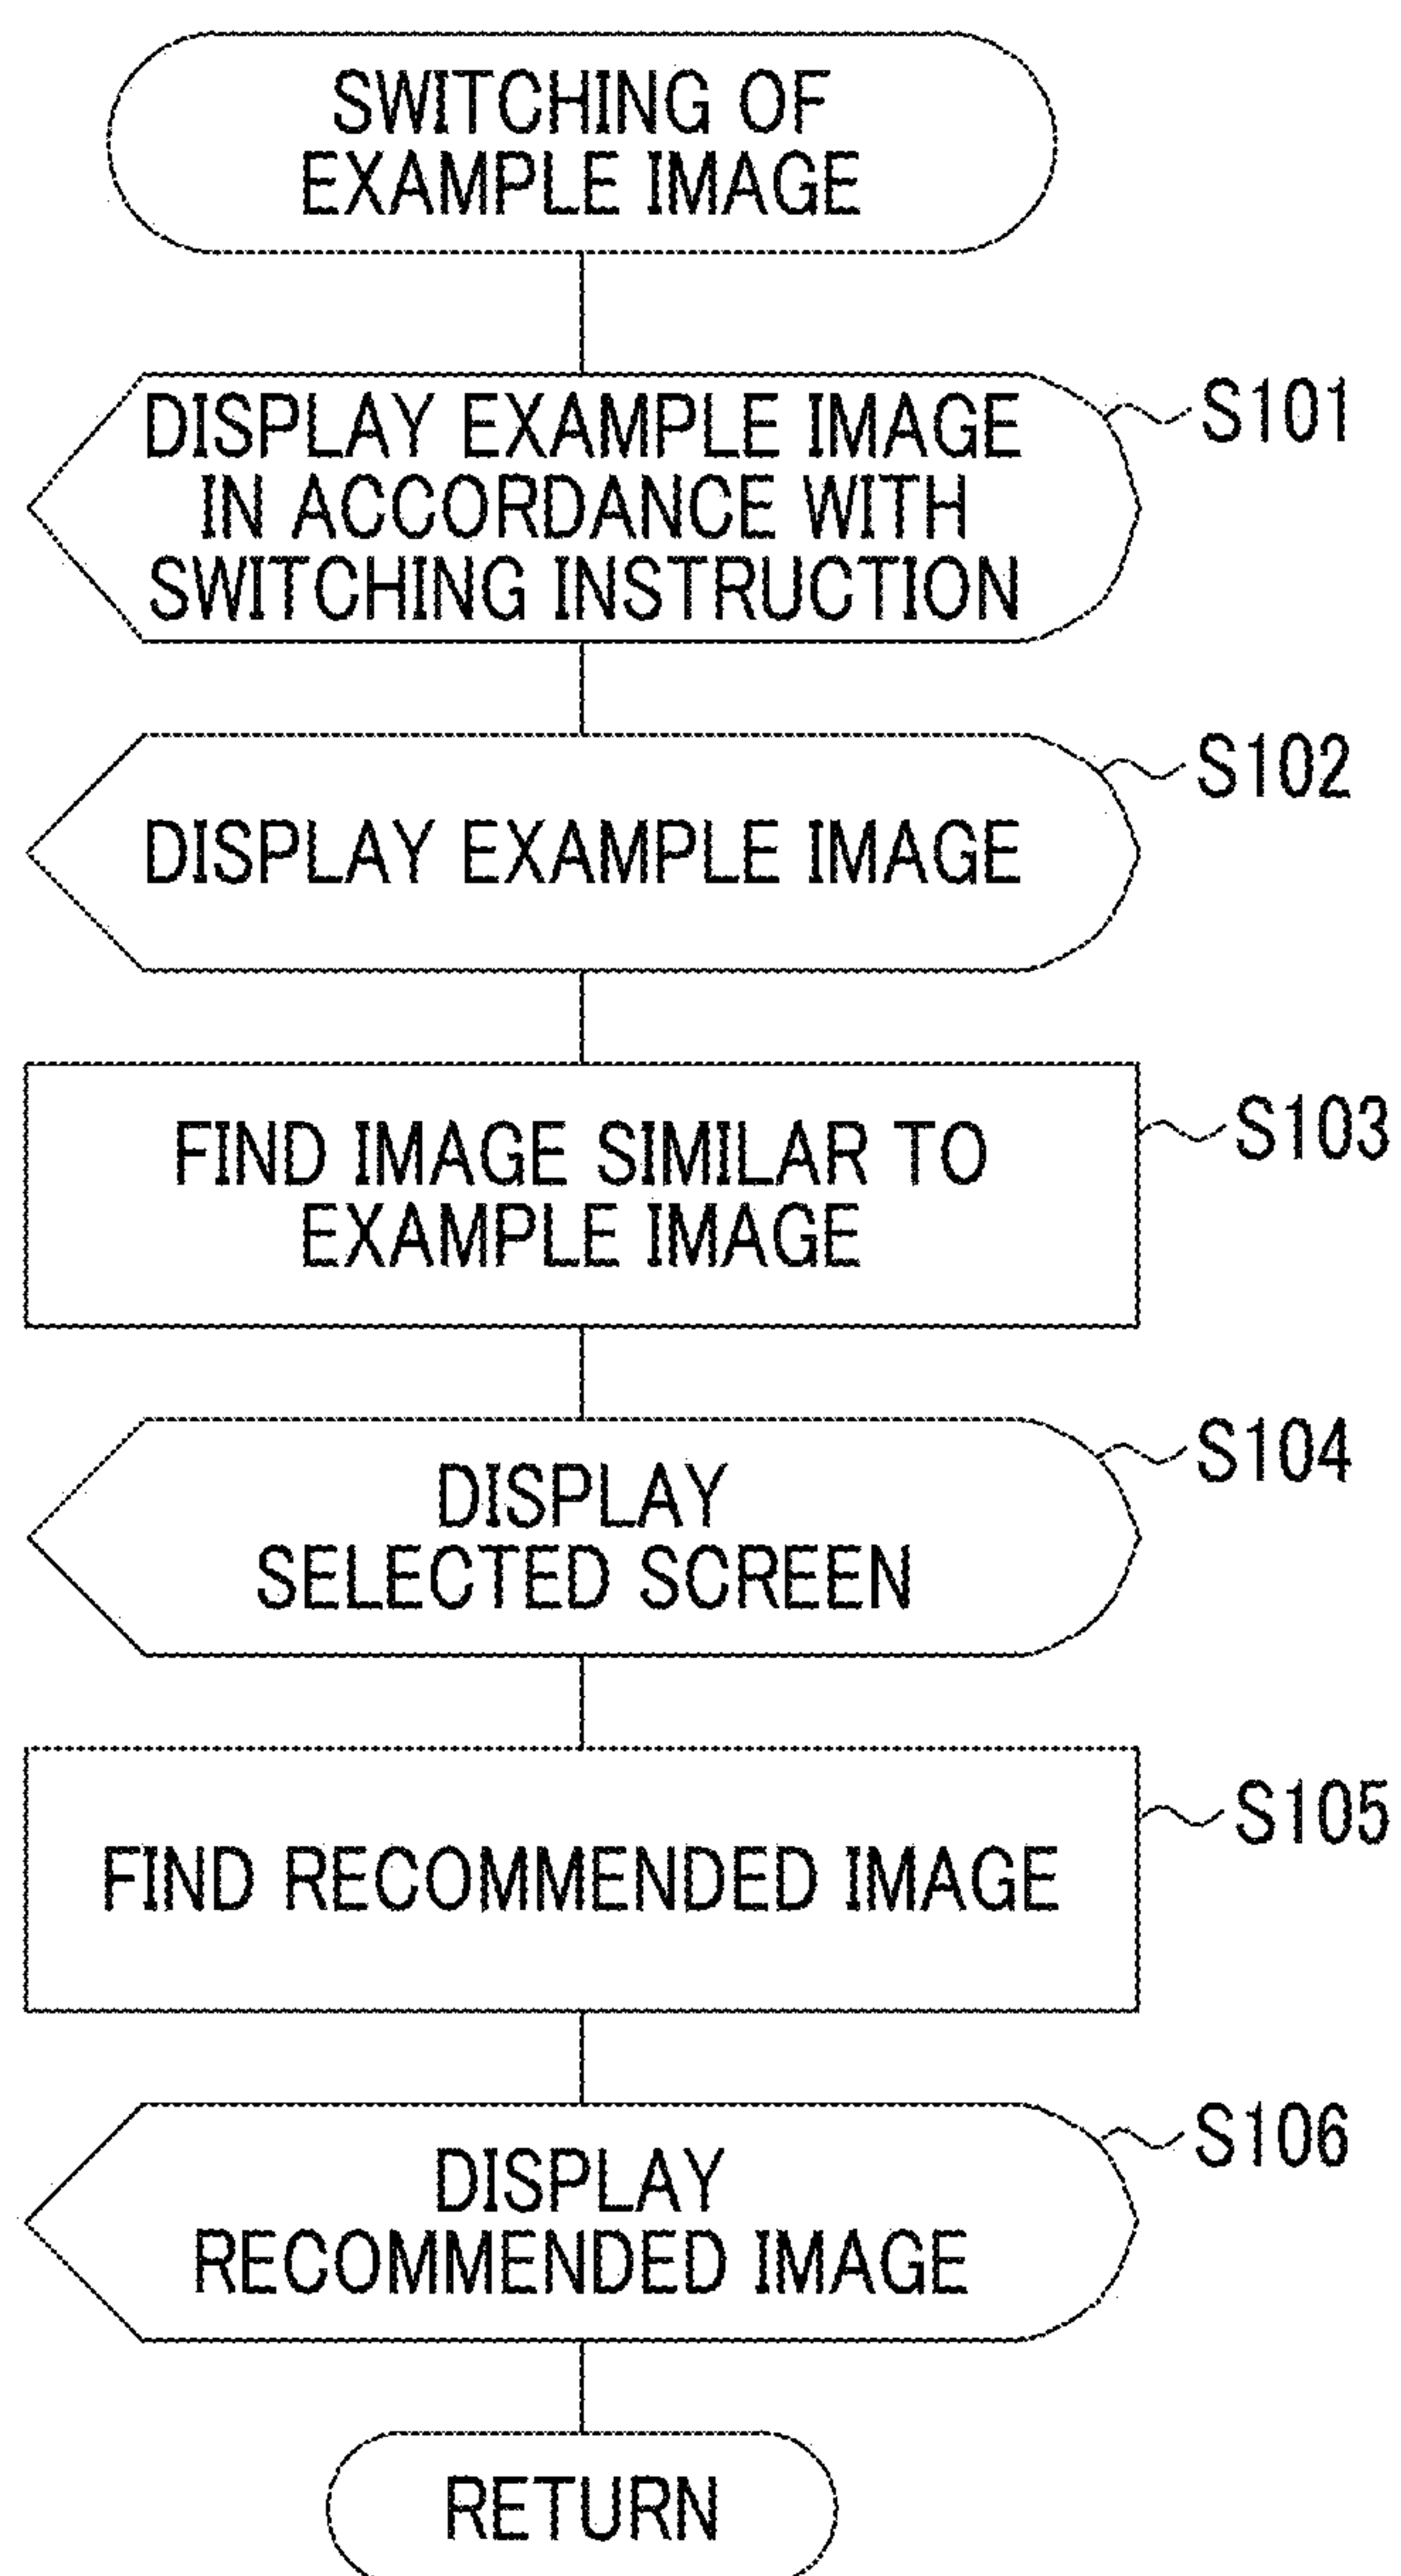 SWITCHING OF
EXAMPLE IMAGE
DISPLAY EXAMPLE IMAGE
IN ACCORDANCE WITH
SWITCHING INSTRUCTION
S101
DISPLAY EXAMPLE IMAGE
S102
FIND IMAGE SIMILAR TO
EXAMPLE IMAGE
S103
DISPLAY
SELECTED SCREEN
S104
FIND RECOMMENDED IMAGE
S105
DISPLAY
RECOMMENDED IMAGE
S106
RETURN